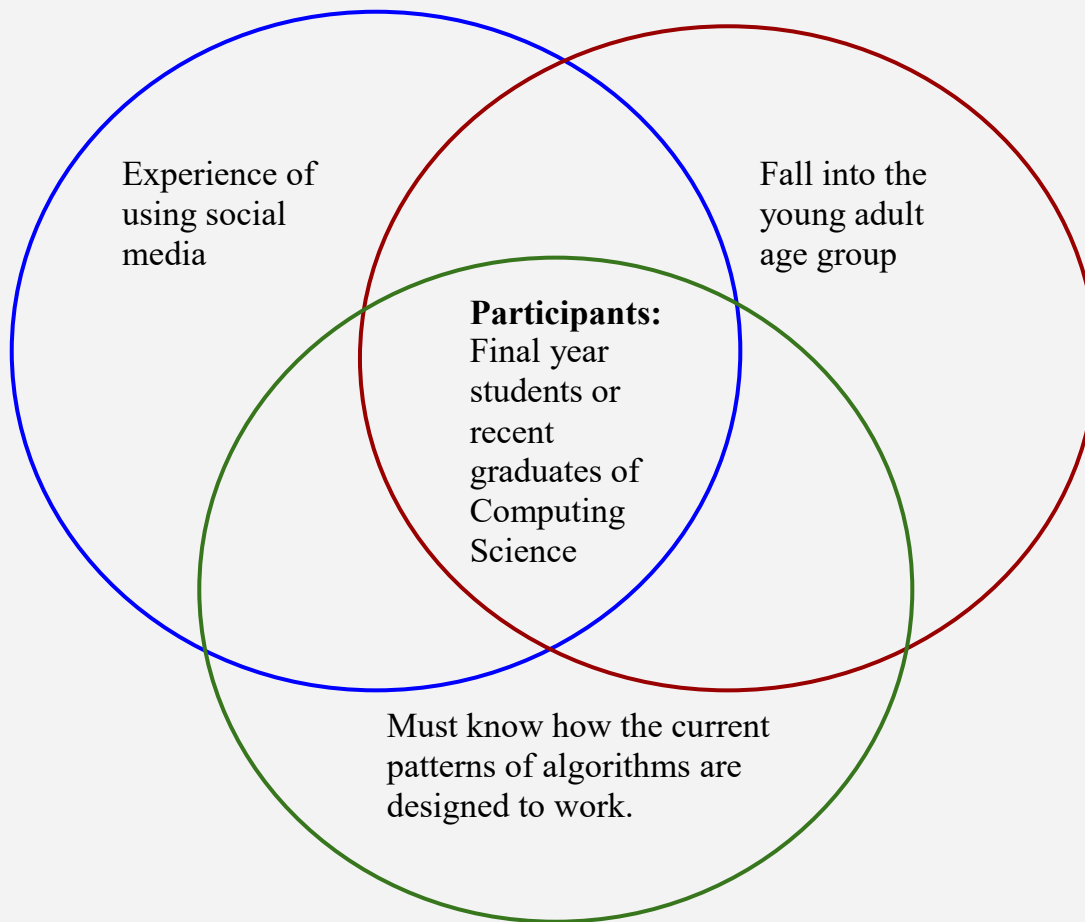 Experience of
using social
media
Fall into the
young adult
age group
Participants:
Final year
students or
recent
graduates of
Computing
Science
Must know how the current
patterns of algorithms are
designed to work.